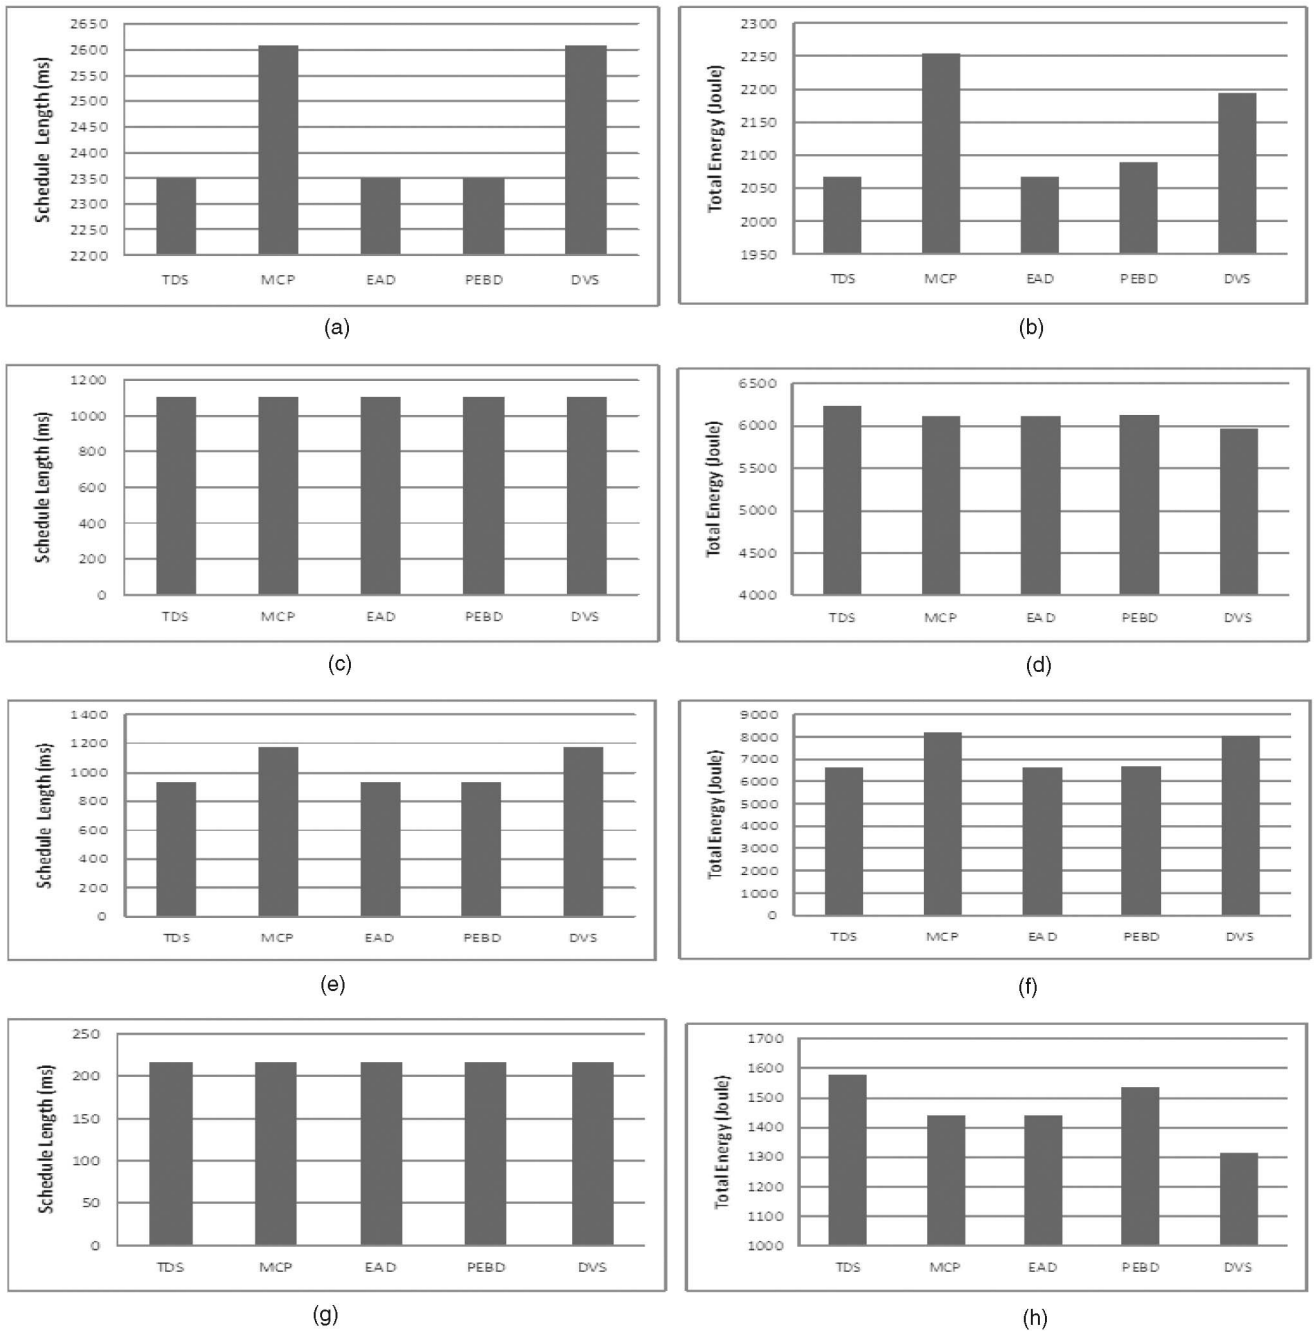 Schedule Length (ms)
2650
2600
2550
2500
2450
2400
2350
2300
2250
2200
TDS MCP EAD PEBD DVS
(a)
Total Energy (Joule)
2300
2250
2200
2150
2100
2050
2000
1950
TDS MCP EAD PEBD DVS
(b)
Schedule Length (ms)
1200
1000
800
600
400
200
0
TDS MCP EAD PEBD DVS
(c)
Total Energy (Joule)
6500
6000
5500
5000
4500
4000
TDS MCP EAD PEBD DVS
(d)
Schedule Length (ms)
1400
1200
1000
800
600
400
200
0
TDS MCP EAD PEBD DVS
(e)
Total Energy (Joule)
9000
8000
7000
6000
5000
4000
3000
2000
1000
0
TDS MCP EAD PEBD DVS
(f)
Schedule Length (ms)
250
200
150
100
50
0
TDS MCP EAD PEBD DVS
(g)
Total Energy (Joule)
1700
1600
1500
1400
1300
1200
1100
1000
TDS MCP EAD PEBD DVS
(h)